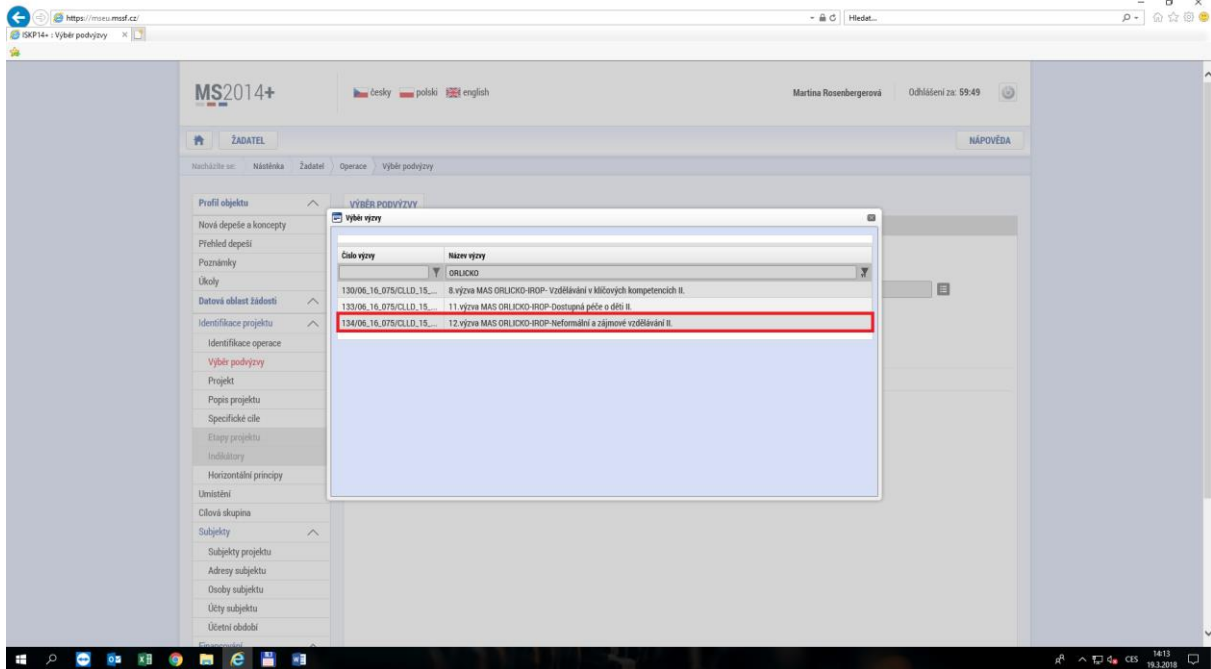 https://mseu.mssf.cz/
Hledat...
ISKP14+ : Výběr podvýzvy
MS2014+
česky polski english
Martina Rosenbergerová Odhlášení za: 59:49
ŽADATEL
NÁPOVĚDA
Nacházíte se: Nástěnka Žadatel Operace Výběr podvýzvy
Profil objektu
VÝBĚR PODVÝZVY
Výběr výzvy
Nová depeše a koncepty
Přehled depeší
Poznámky
Úkoly
Datová oblast žádosti
Identifikace projektu
Identifikace operace
Výběr podvýzvy
Projekt
Popis projektu
Specifické cíle
Etapy projektu
Indikátory
Horizontální principy
Umístění
Cílová skupina
Subjekty
Subjekty projektu
Adresy subjektu
Osoby subjektu
Účty subjektu
Účetní období
Financování
Číslo výzvy Název výzvy
ORLICKO
130/06_16_075/CLLD_15_... 8.výzva MAS ORLICKO-IROP- Vzdělávání v klíčových kompetencích II.
133/06_16_075/CLLD_15_... 11.výzva MAS ORLICKO-IROP-Dostupná péče o děti II.
134/06_16_075/CLLD_15_... 12.výzva MAS ORLICKO-IROP-Neformální a zájmové vzdělávání II.
CES
14:13
19.3.2018